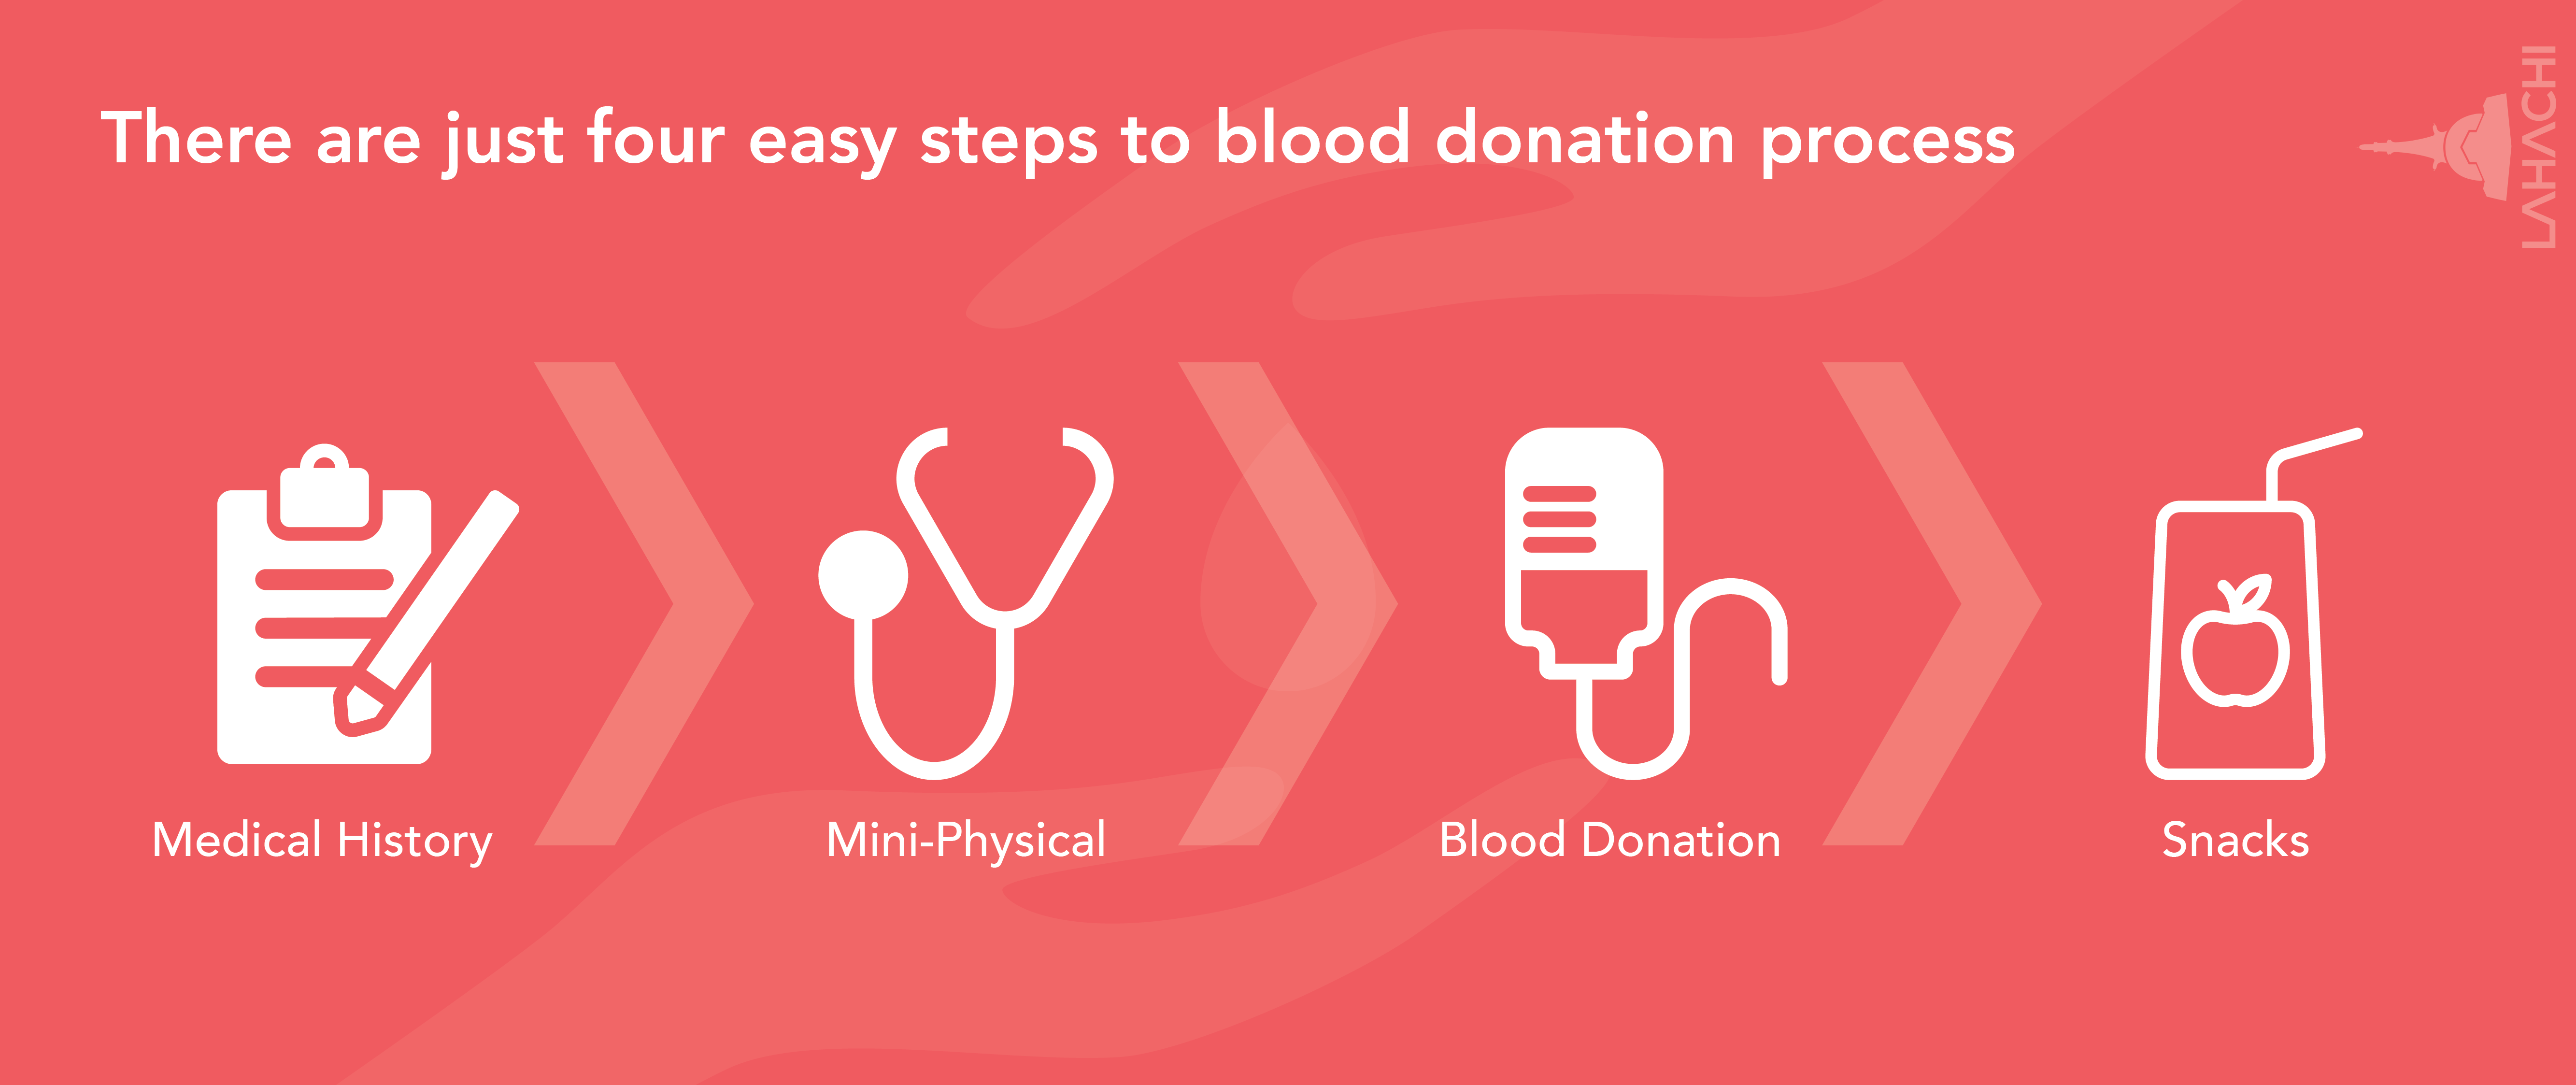 There are just four easy steps to blood donation process
LAHACHI
Medical History
Mini-Physical
Blood Donation
Snacks